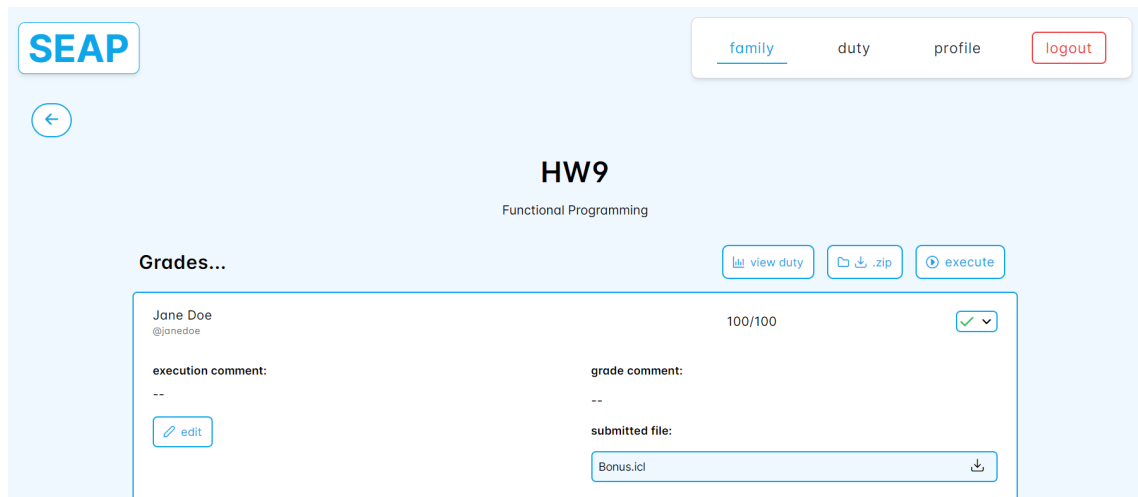 SEAP
family duty profile logout
HW9
Functional Programming
Grades...
view duty .zip execute
Jane Doe
@janedoe
100/100
execution comment:
--
edit
grade comment:
--
submitted file:
Bonus.icl